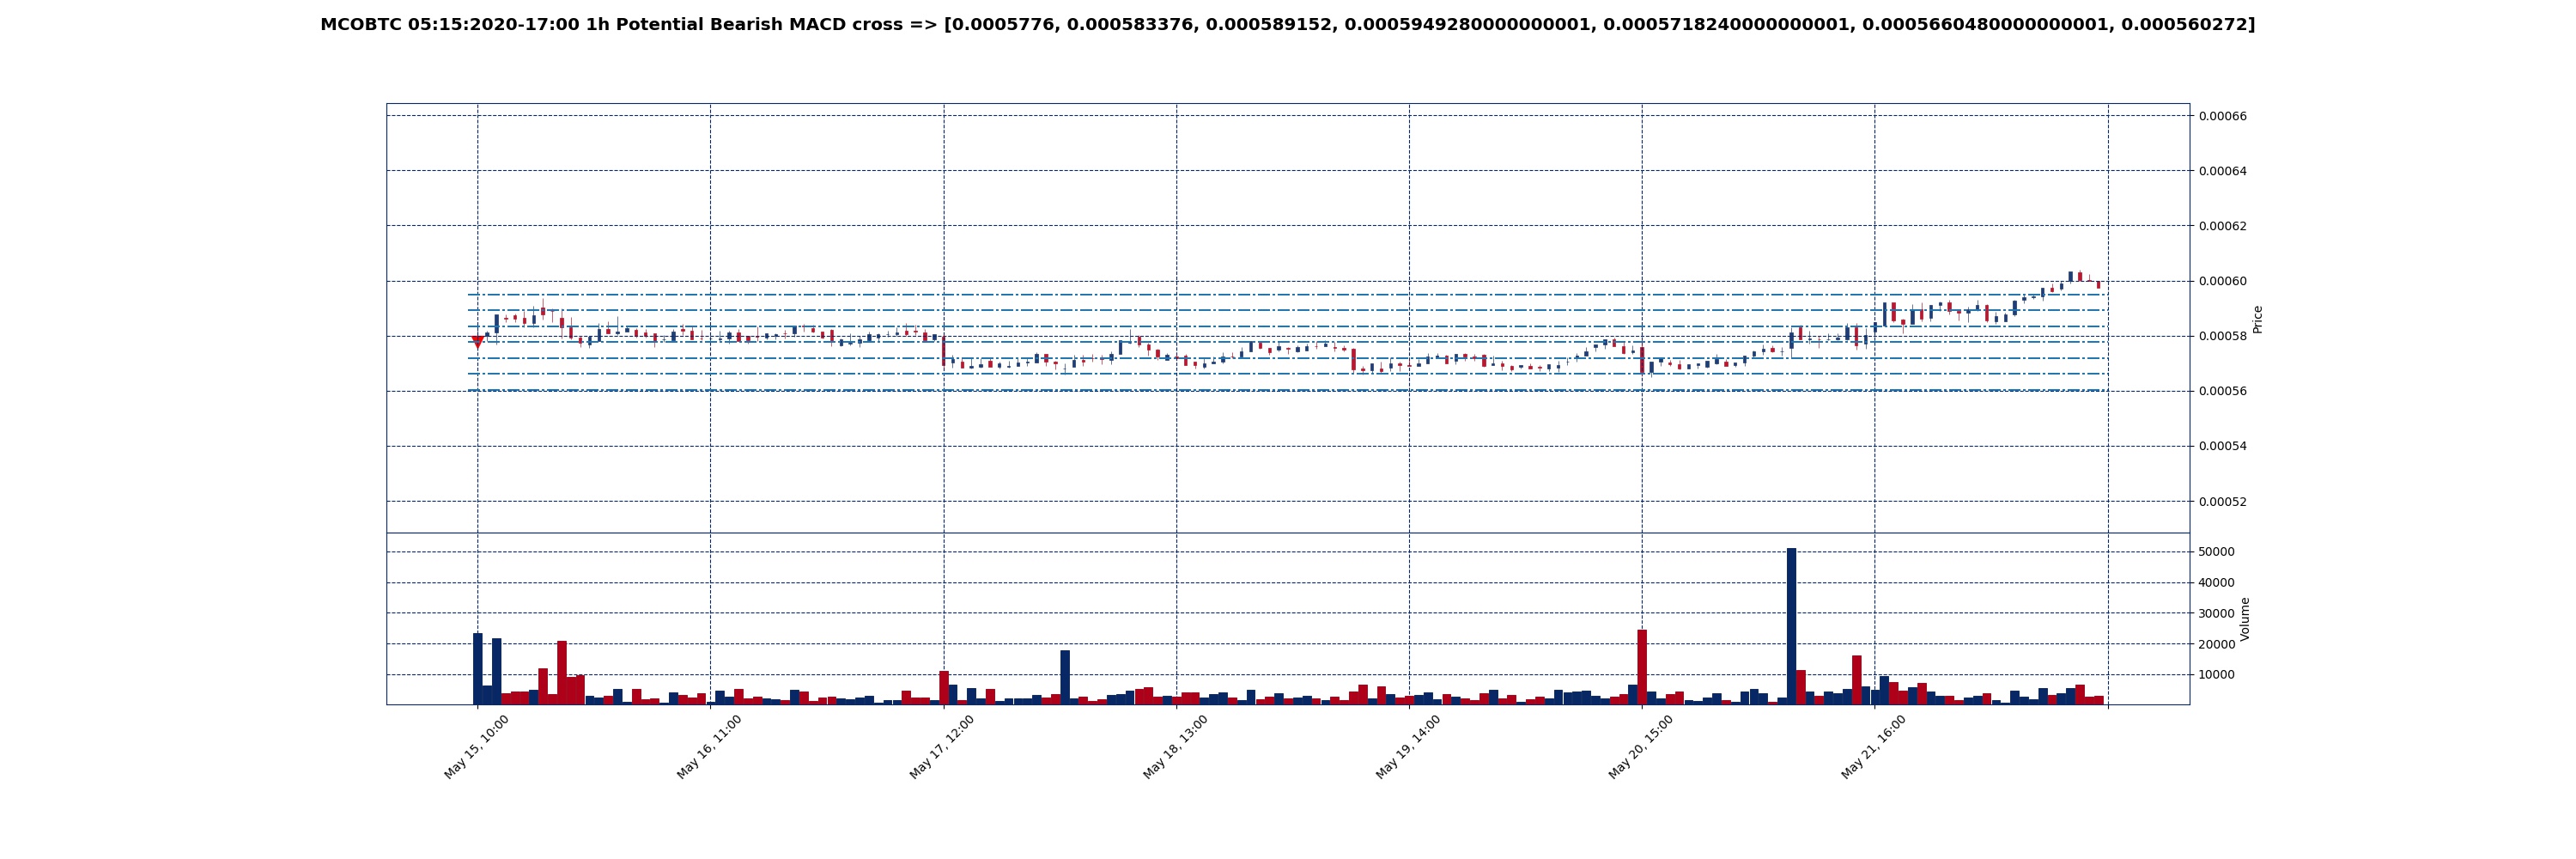 MCOBTC 05:15:2020-17:00 1h Potential Bearish MACD cross => [0.0005776, 0.000583376, 0.000589152, 0.0005949280000000001, 0.0005718240000000001, 0.0005660480000000001, 0.000560272]
0.00066
0.00064
0.00062
0.00060
0.00058
0.00056
0.00054
0.00052
Price
50000
40000
30000
20000
10000
Volume
May 15, 10:00
May 16, 11:00
May 17, 12:00
May 18, 13:00
May 19, 14:00
May 20, 15:00
May 21, 16:00